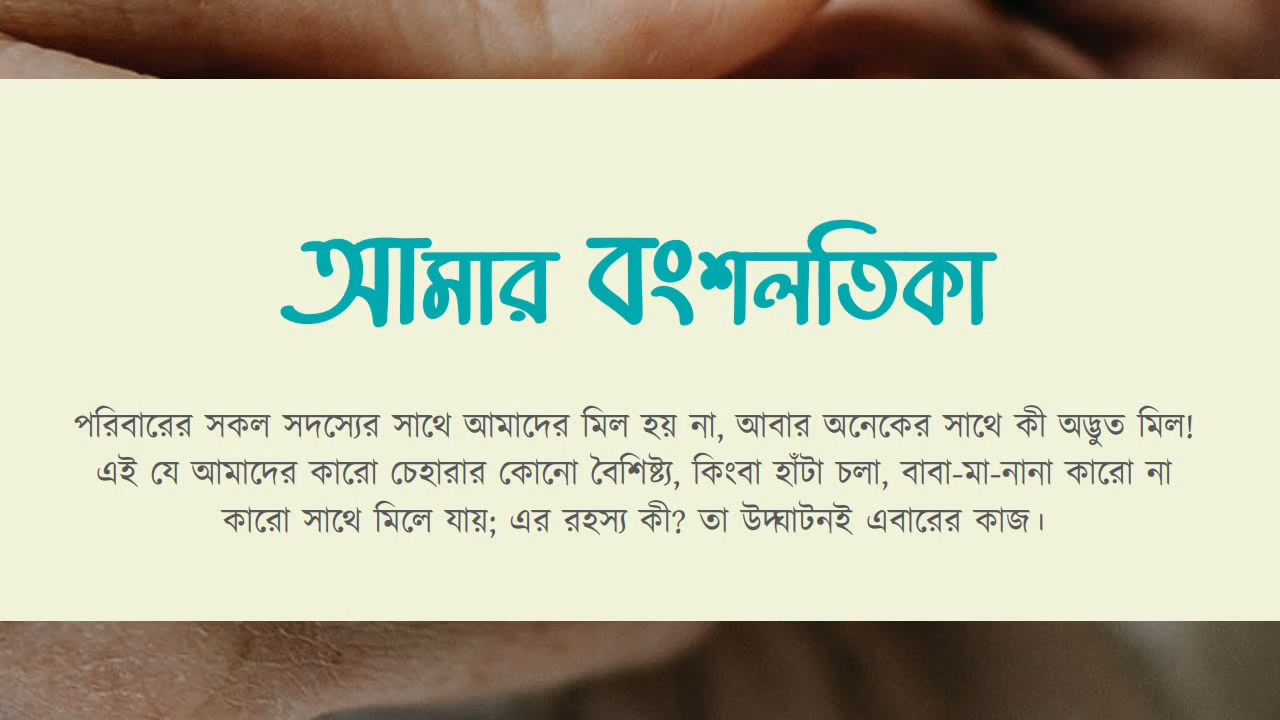 আমার বংশলতিকা
পরিবারের সকল সদস্যের সাথে আমাদের মিল হয় না, আবার অনেকের সাথে কী অদ্ভুত মিল!
এই যে আমাদের কারো চেহারার কোনো বৈশিষ্ট্য, কিংবা হাঁটা চলা, বাবা-মা-নানা কারো না
কারো সাথে মিলে যায়; এর রহস্য কী? তা উদ্ঘাটনই এবারের কাজ।